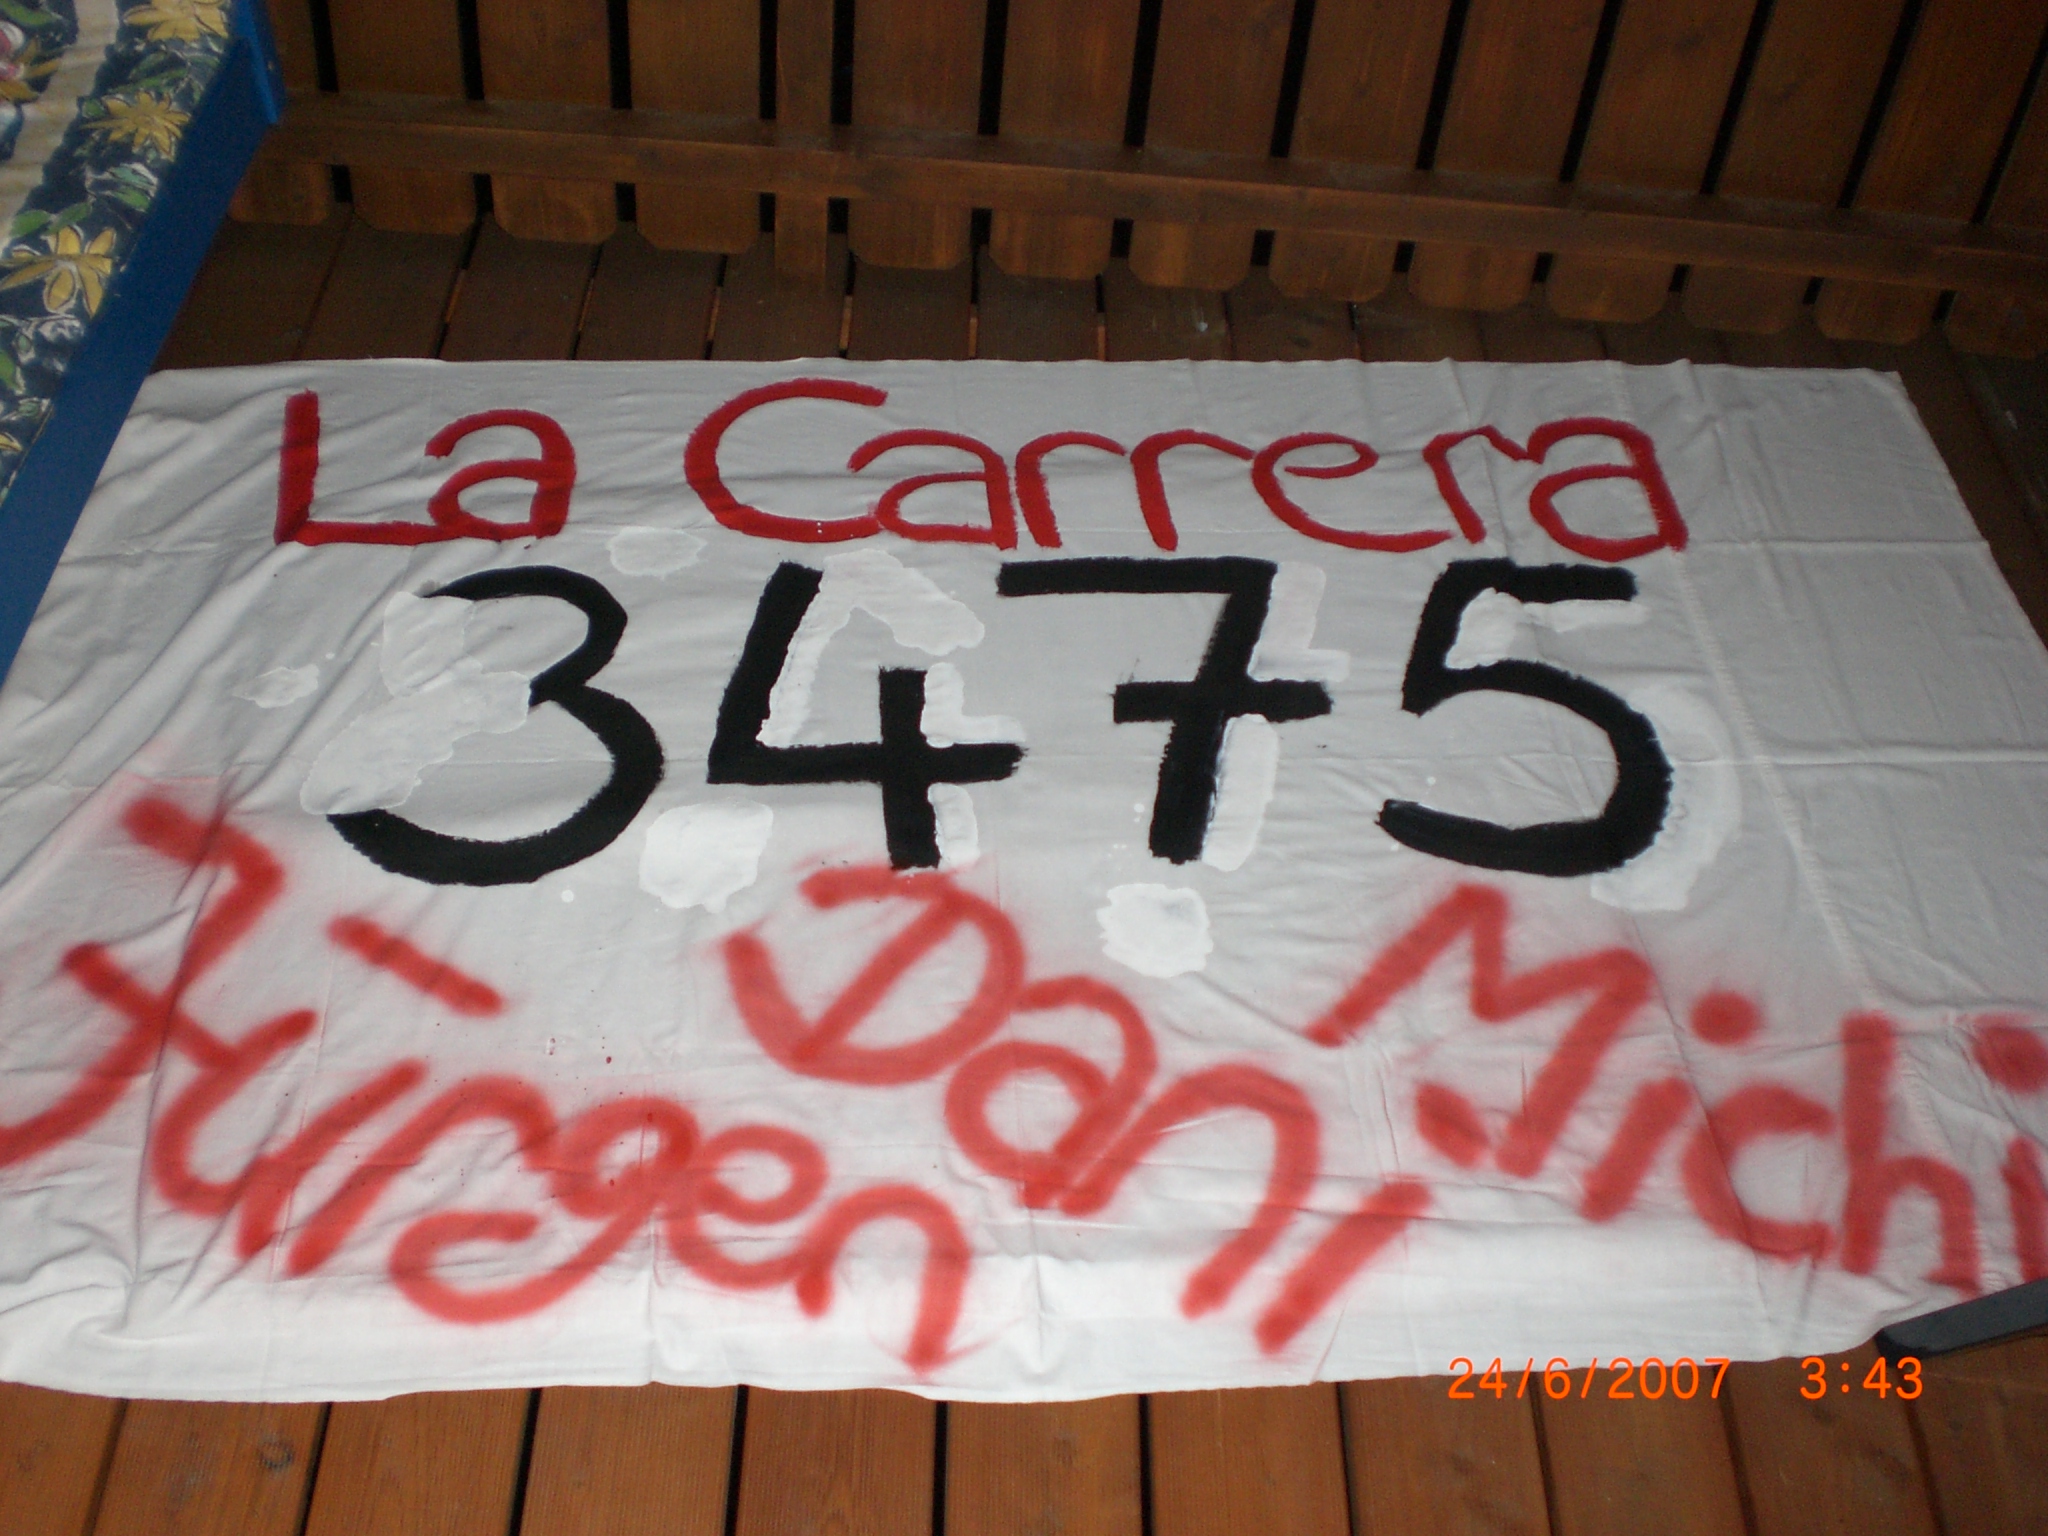 La Carrera
3475
Jürgen Dani Michi
24/6/2007 3:43